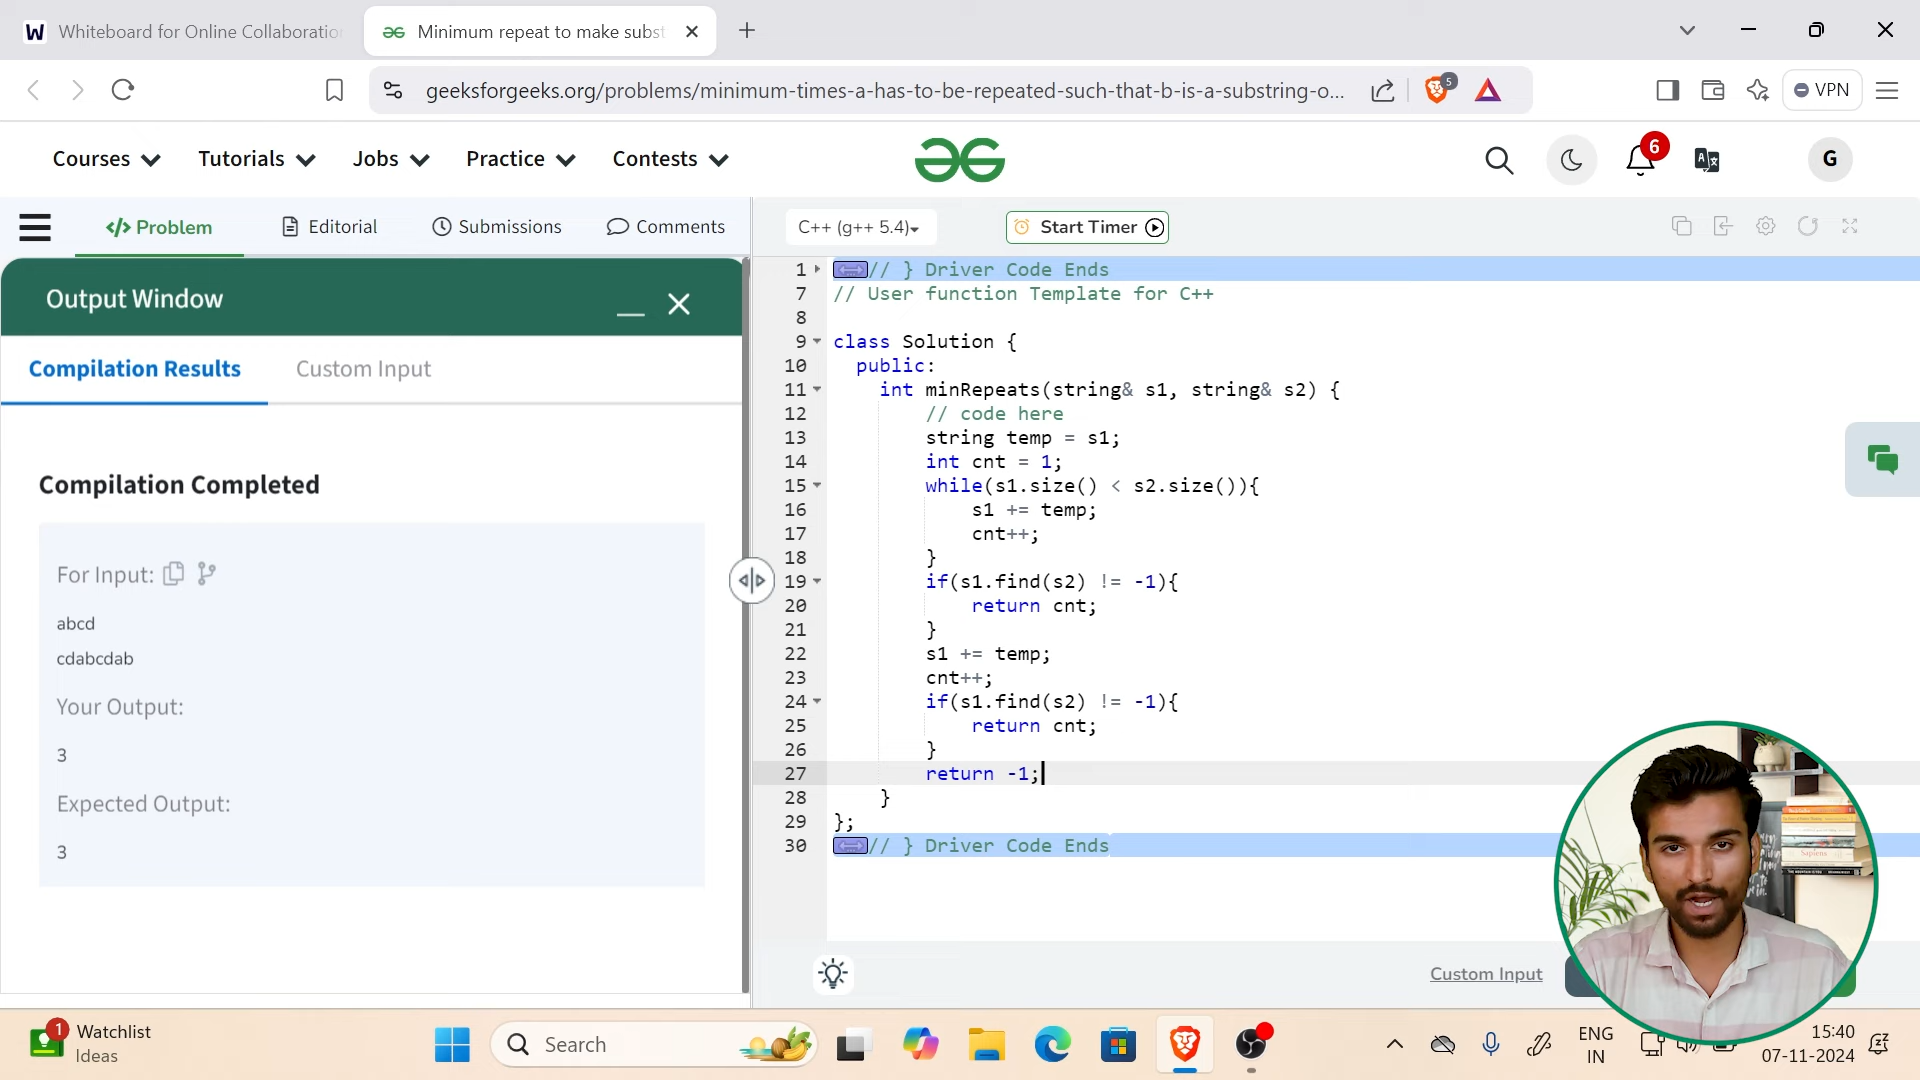 Whiteboard for Online Collaboratio
Minimum repeat to make subst
geeksforgeeks.org/problems/minimum-times-a-has-to-be-repeated-such-that-b-is-a-substring-o...
5
VPN
Courses
Tutorials
Jobs
Practice
Contests
6
G
Problem
Editorial
Submissions
Comments
C++ (g++ 5.4)
Start Timer
Output Window
Compilation Results
Custom Input
Compilation Completed
For Input:
abcd
cdabcdab
Your Output:
3
Expected Output:
3
1 // } Driver Code Ends
7 // User function Template for C++
8
9 class Solution {
10 public:
11 int minRepeats(string& s1, string& s2) {
12 // code here
13 string temp = s1;
14 int cnt = 1;
15 while(s1.size() < s2.size()){
16 s1 += temp;
17 cnt++;
18 }
19 if(s1.find(s2) != -1){
20 return cnt;
21 }
22 s1 += temp;
23 cnt++;
24 if(s1.find(s2) != -1){
25 return cnt;
26 }
27 return -1;
28 }
29 };
30 // } Driver Code Ends
Custom Input
Sapiens
1
Watchlist
Ideas
Search
ENG
IN
15:40
07-11-2024